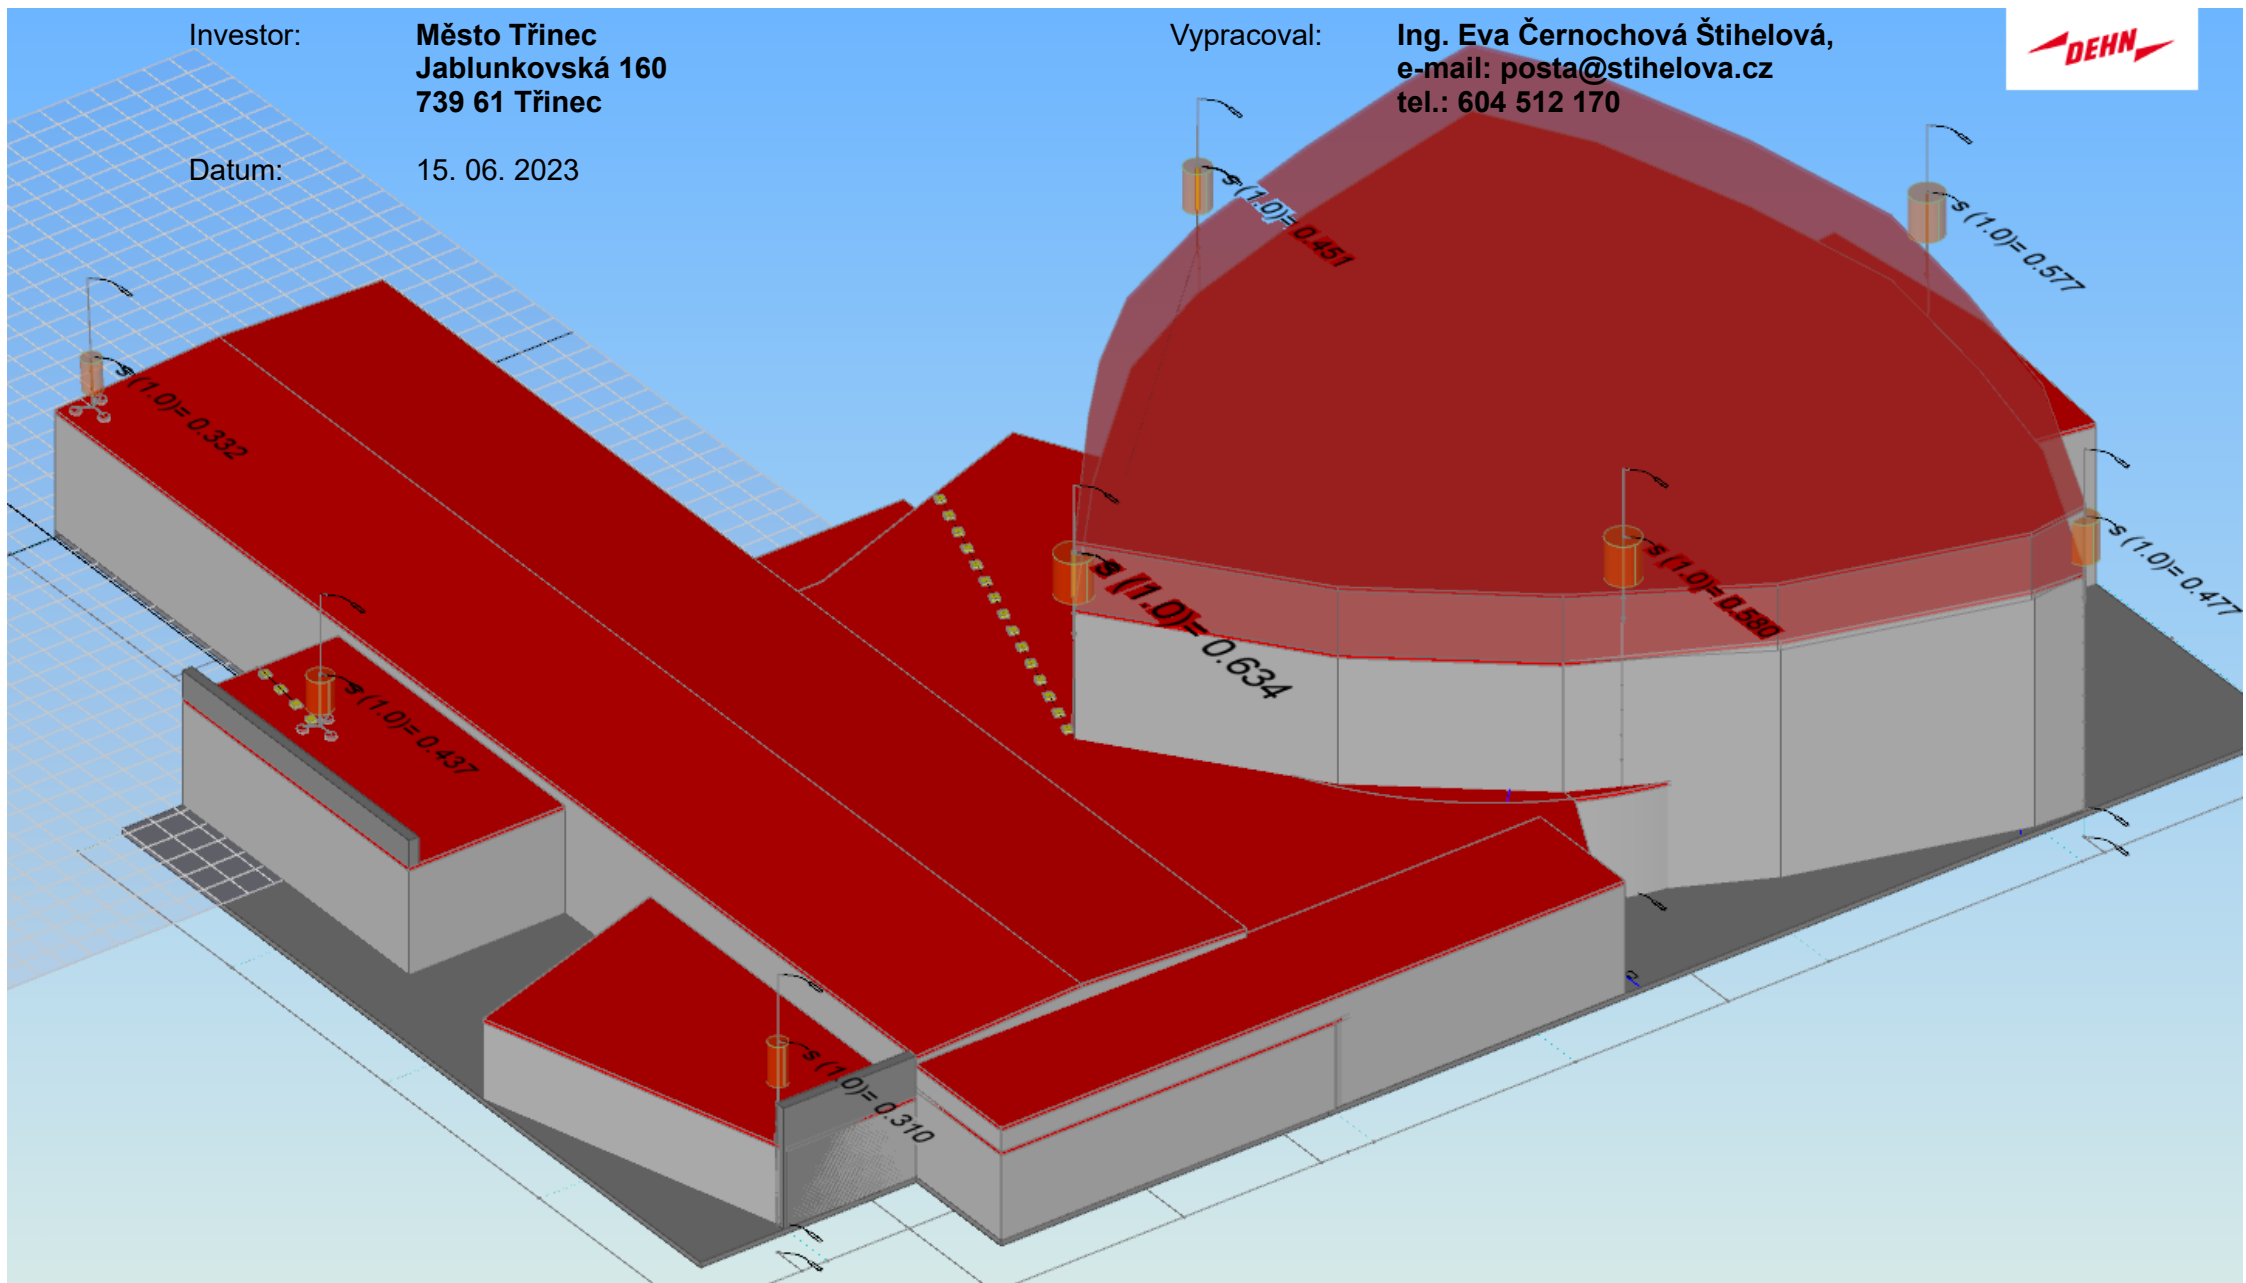 Investor:
Město Třinec
Jablunkovská 160
739 61 Třinec
Vypracoval:
Ing. Eva Černochová Štihelová,
e-mail: posta@stihelova.cz
tel.: 604 512 170
DEHN
Datum:
15. 06. 2023
s (1.0)= 0.451
s (1.0)= 0.577
s (1.0)= 0.332
s (1.0)= 0.477
s (1.0)= 0.580
s (1.0)= 0.634
s (1.0)= 0.437
s (1.0)= 0.310